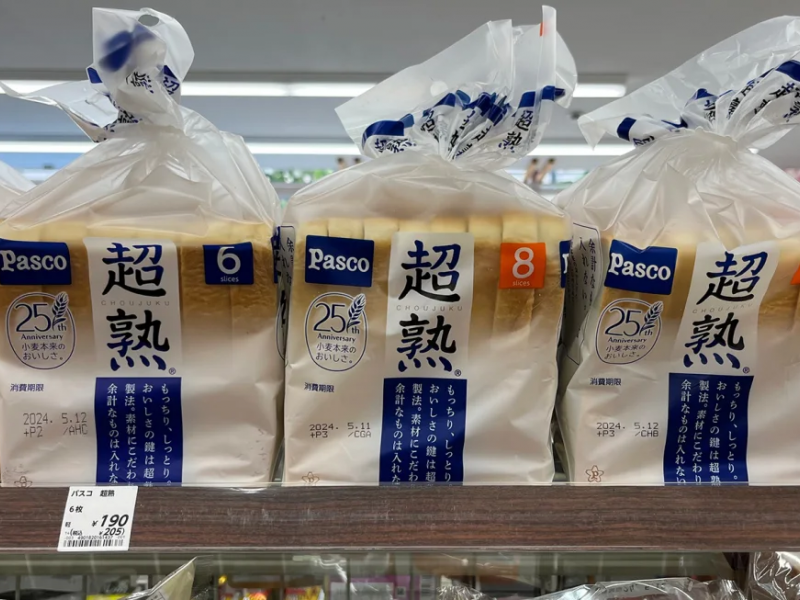 Pasco
超熟
CHOUJUKU
6
slices
25th
Anniversary
小麦本来の
おいしさ。
もっちり、しっとり。
おいしさの鍵は超熟
製法。素材にこだわ
余計なものは入れない
消費期限
2024. 5.12
+P2 /AHC
Pasco
超熟
CHOUJUKU
8
slices
25th
Anniversary
小麦本来の
おいしさ。
もっちり、しっとり。
おいしさの鍵は超熟
製法。素材にこだわ
余計なものは入れな
消費期限
2024. 5.11
+P3 /CGA
Pasco
超熟
CHOUJUKU
25th
Anniversary
小麦本来の
おいしさ。
もっちり、しっとり。
おいしさの鍵は超熟
製法。素材にこだわ
余計なものは入れない
消費期限
2024. 5.12
+P3 /CHB
パスコ 超熟
6枚
軽
¥190
(税込 ¥205)